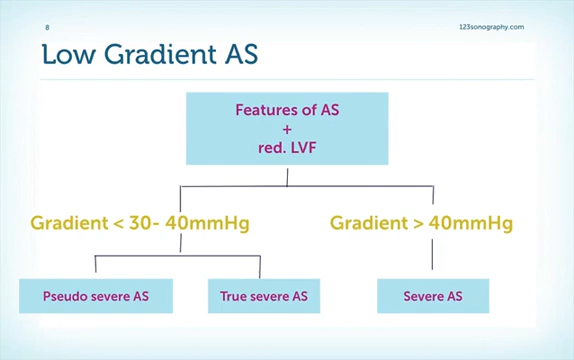 8
123sonography.com
Low Gradient AS
Features of AS
+
red. LVF
Gradient < 30- 40mmHg
Gradient > 40mmHg
Pseudo severe AS
True severe AS
Severe AS